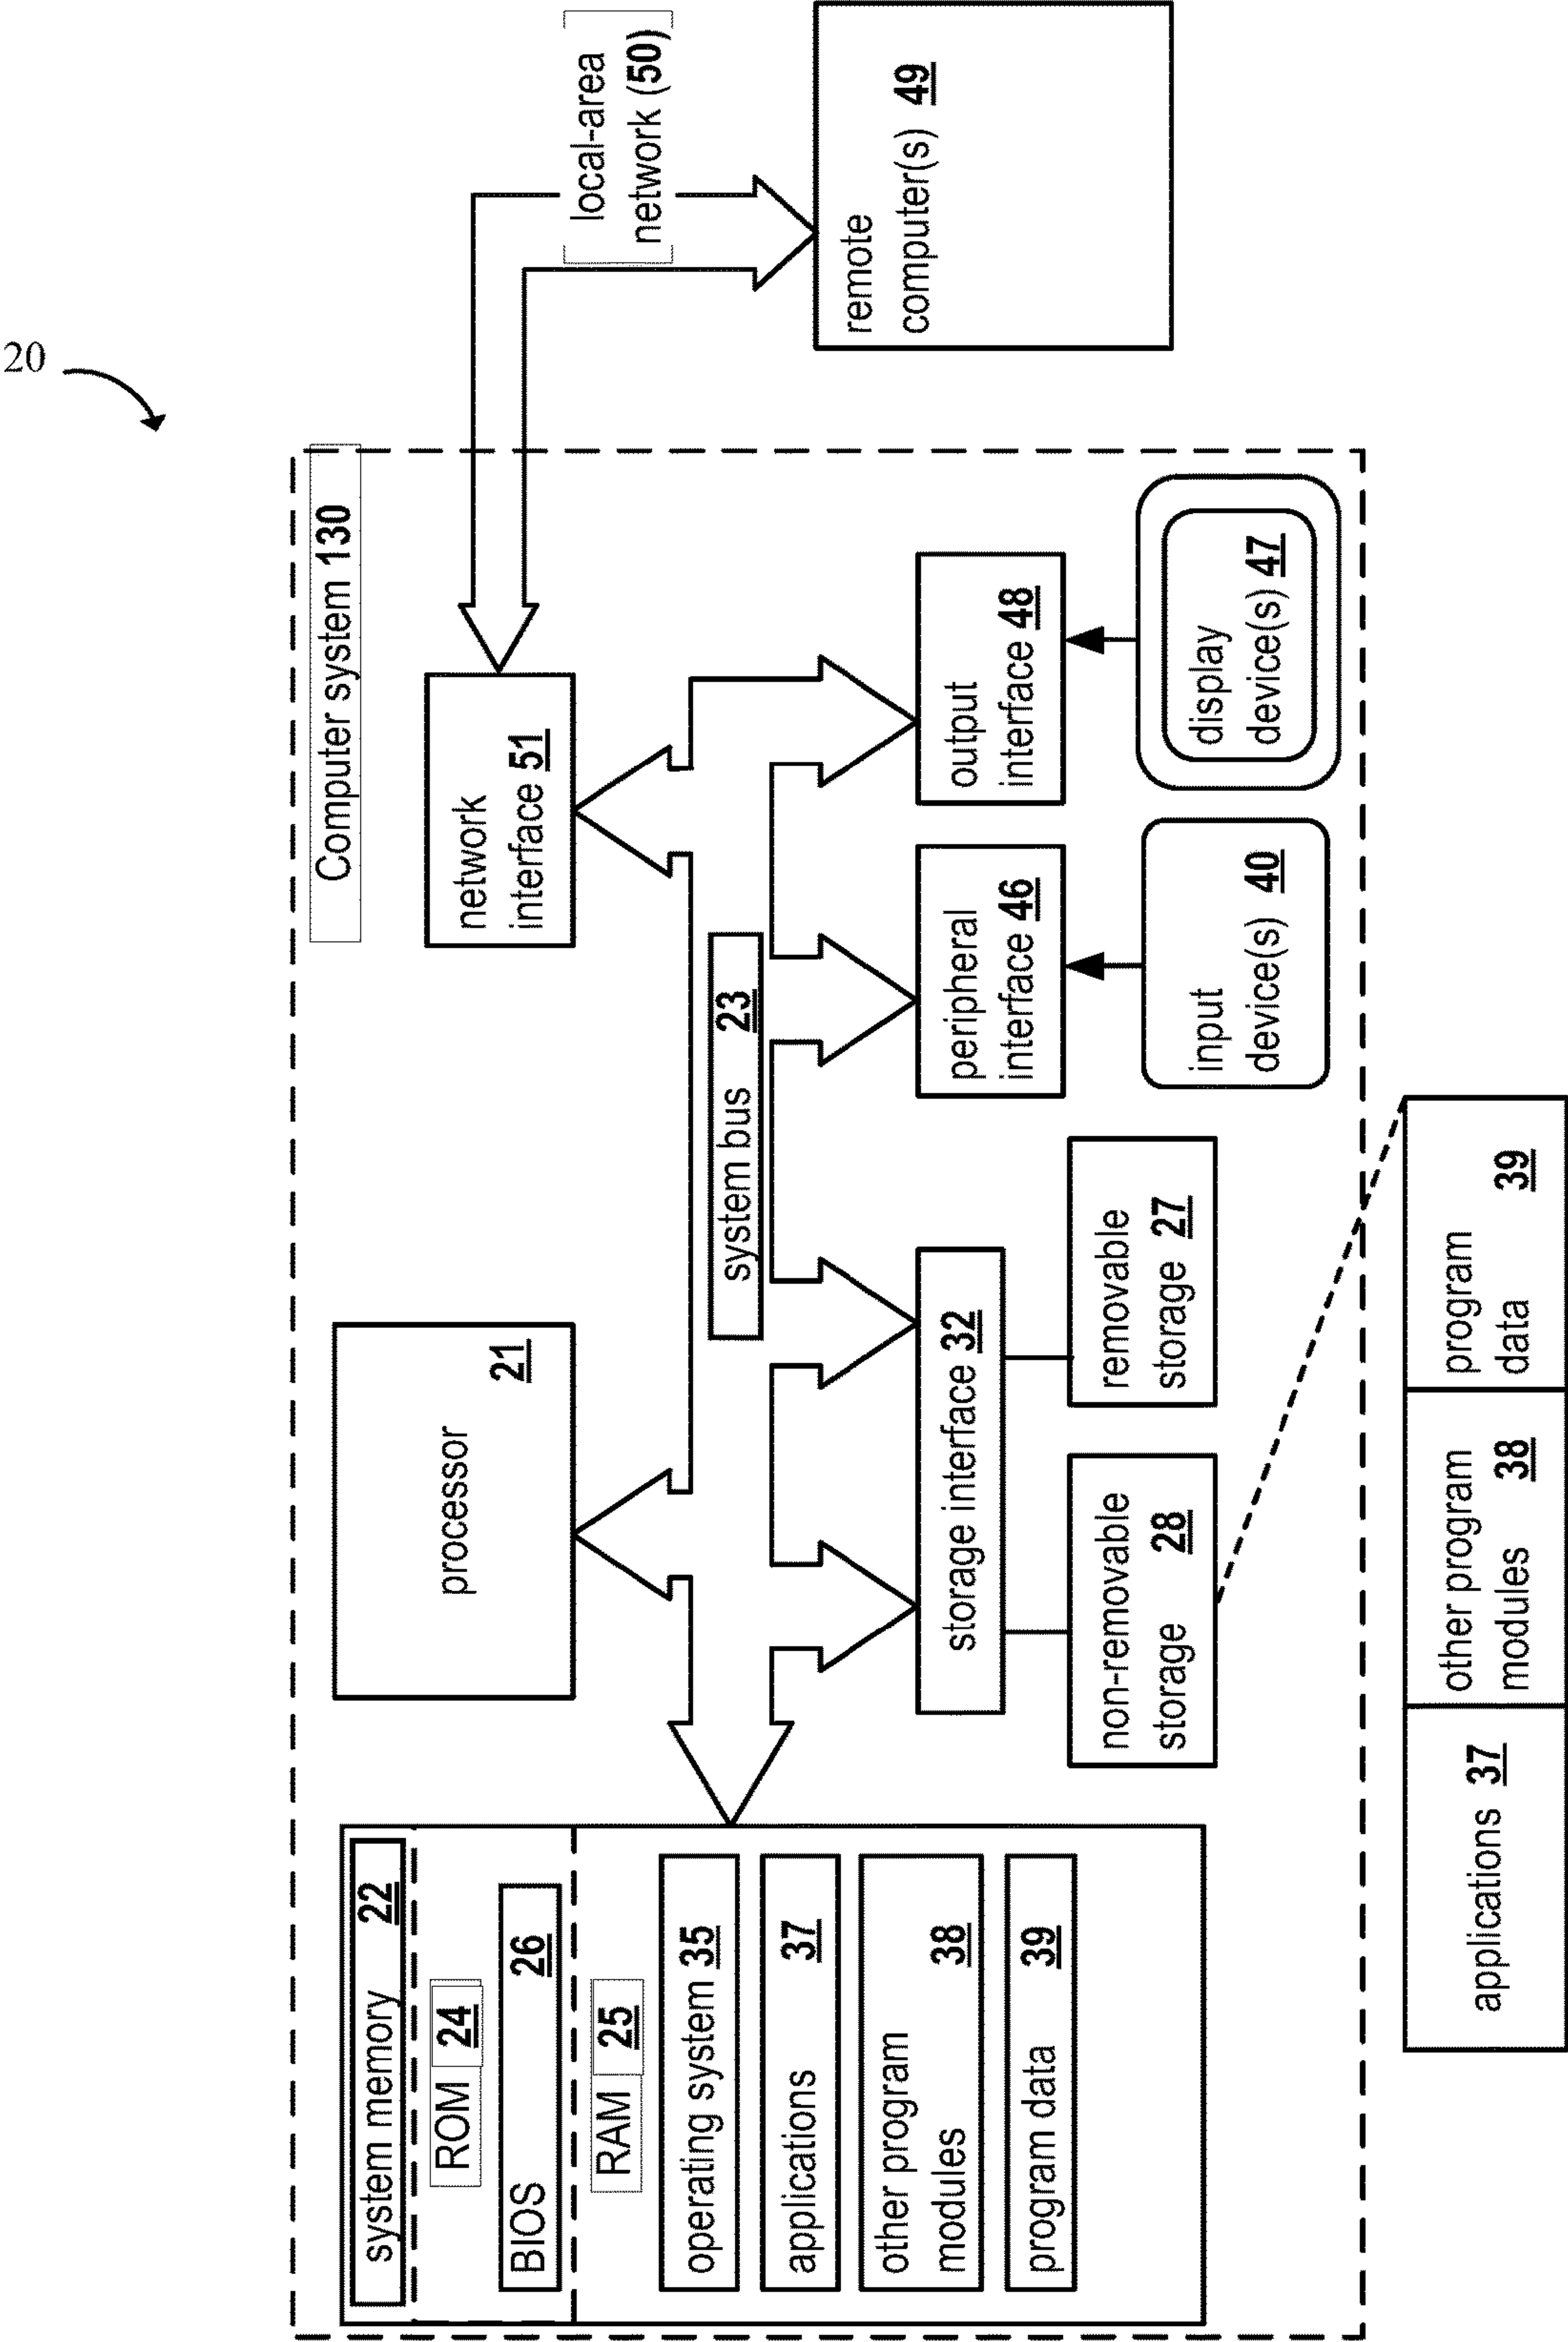 20
Computer system 130
system memory 22
ROM 24
BIOS 26
RAM 25
operating system 35
applications 37
other program
modules 38
program data 39
processor
21
system bus 23
network
interface 51
local-area
network (50)
remote
computer(s) 49
storage interface 32
non-removable
storage 28
removable
storage 27
peripheral
interface 46
output
interface 48
input
device(s) 40
display
device(s) 47
applications 37
other program
modules 38
program
data 39